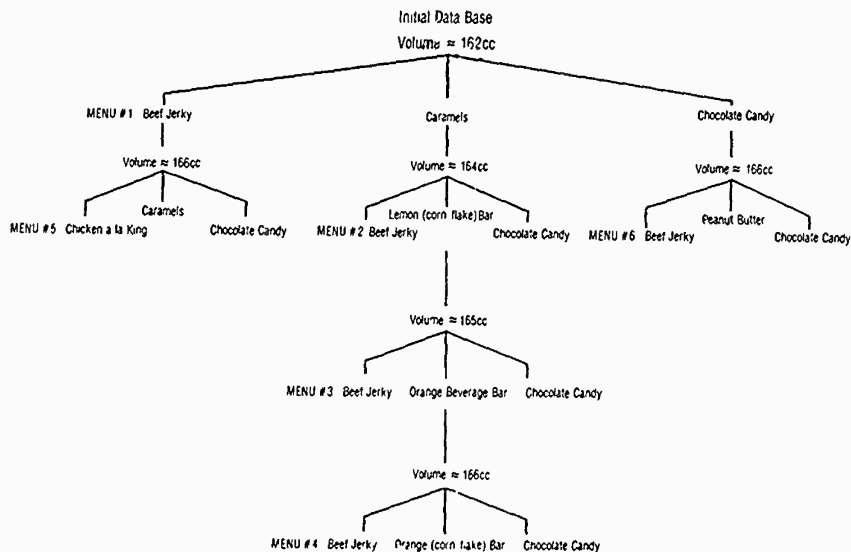 Initial Data Base
Volume ≈ 162cc
MENU #1 Beef Jerky
Caramels
Chocolate Candy
Volume ≈ 166cc
Volume ≈ 164cc
Volume ≈ 166cc
MENU #5 Chicken a la King
Caramels
Chocolate Candy
MENU #2 Beef Jerky
Lemon (corn flake) Bar
Chocolate Candy
MENU #6 Beef Jerky
Peanut Butter
Chocolate Candy
Volume ≈ 165cc
MENU #3 Beef Jerky Orange Beverage Bar Chocolate Candy
Volume ≈ 166cc
MENU #4 Beef Jerky Orange (corn flake) Bar Chocolate Candy